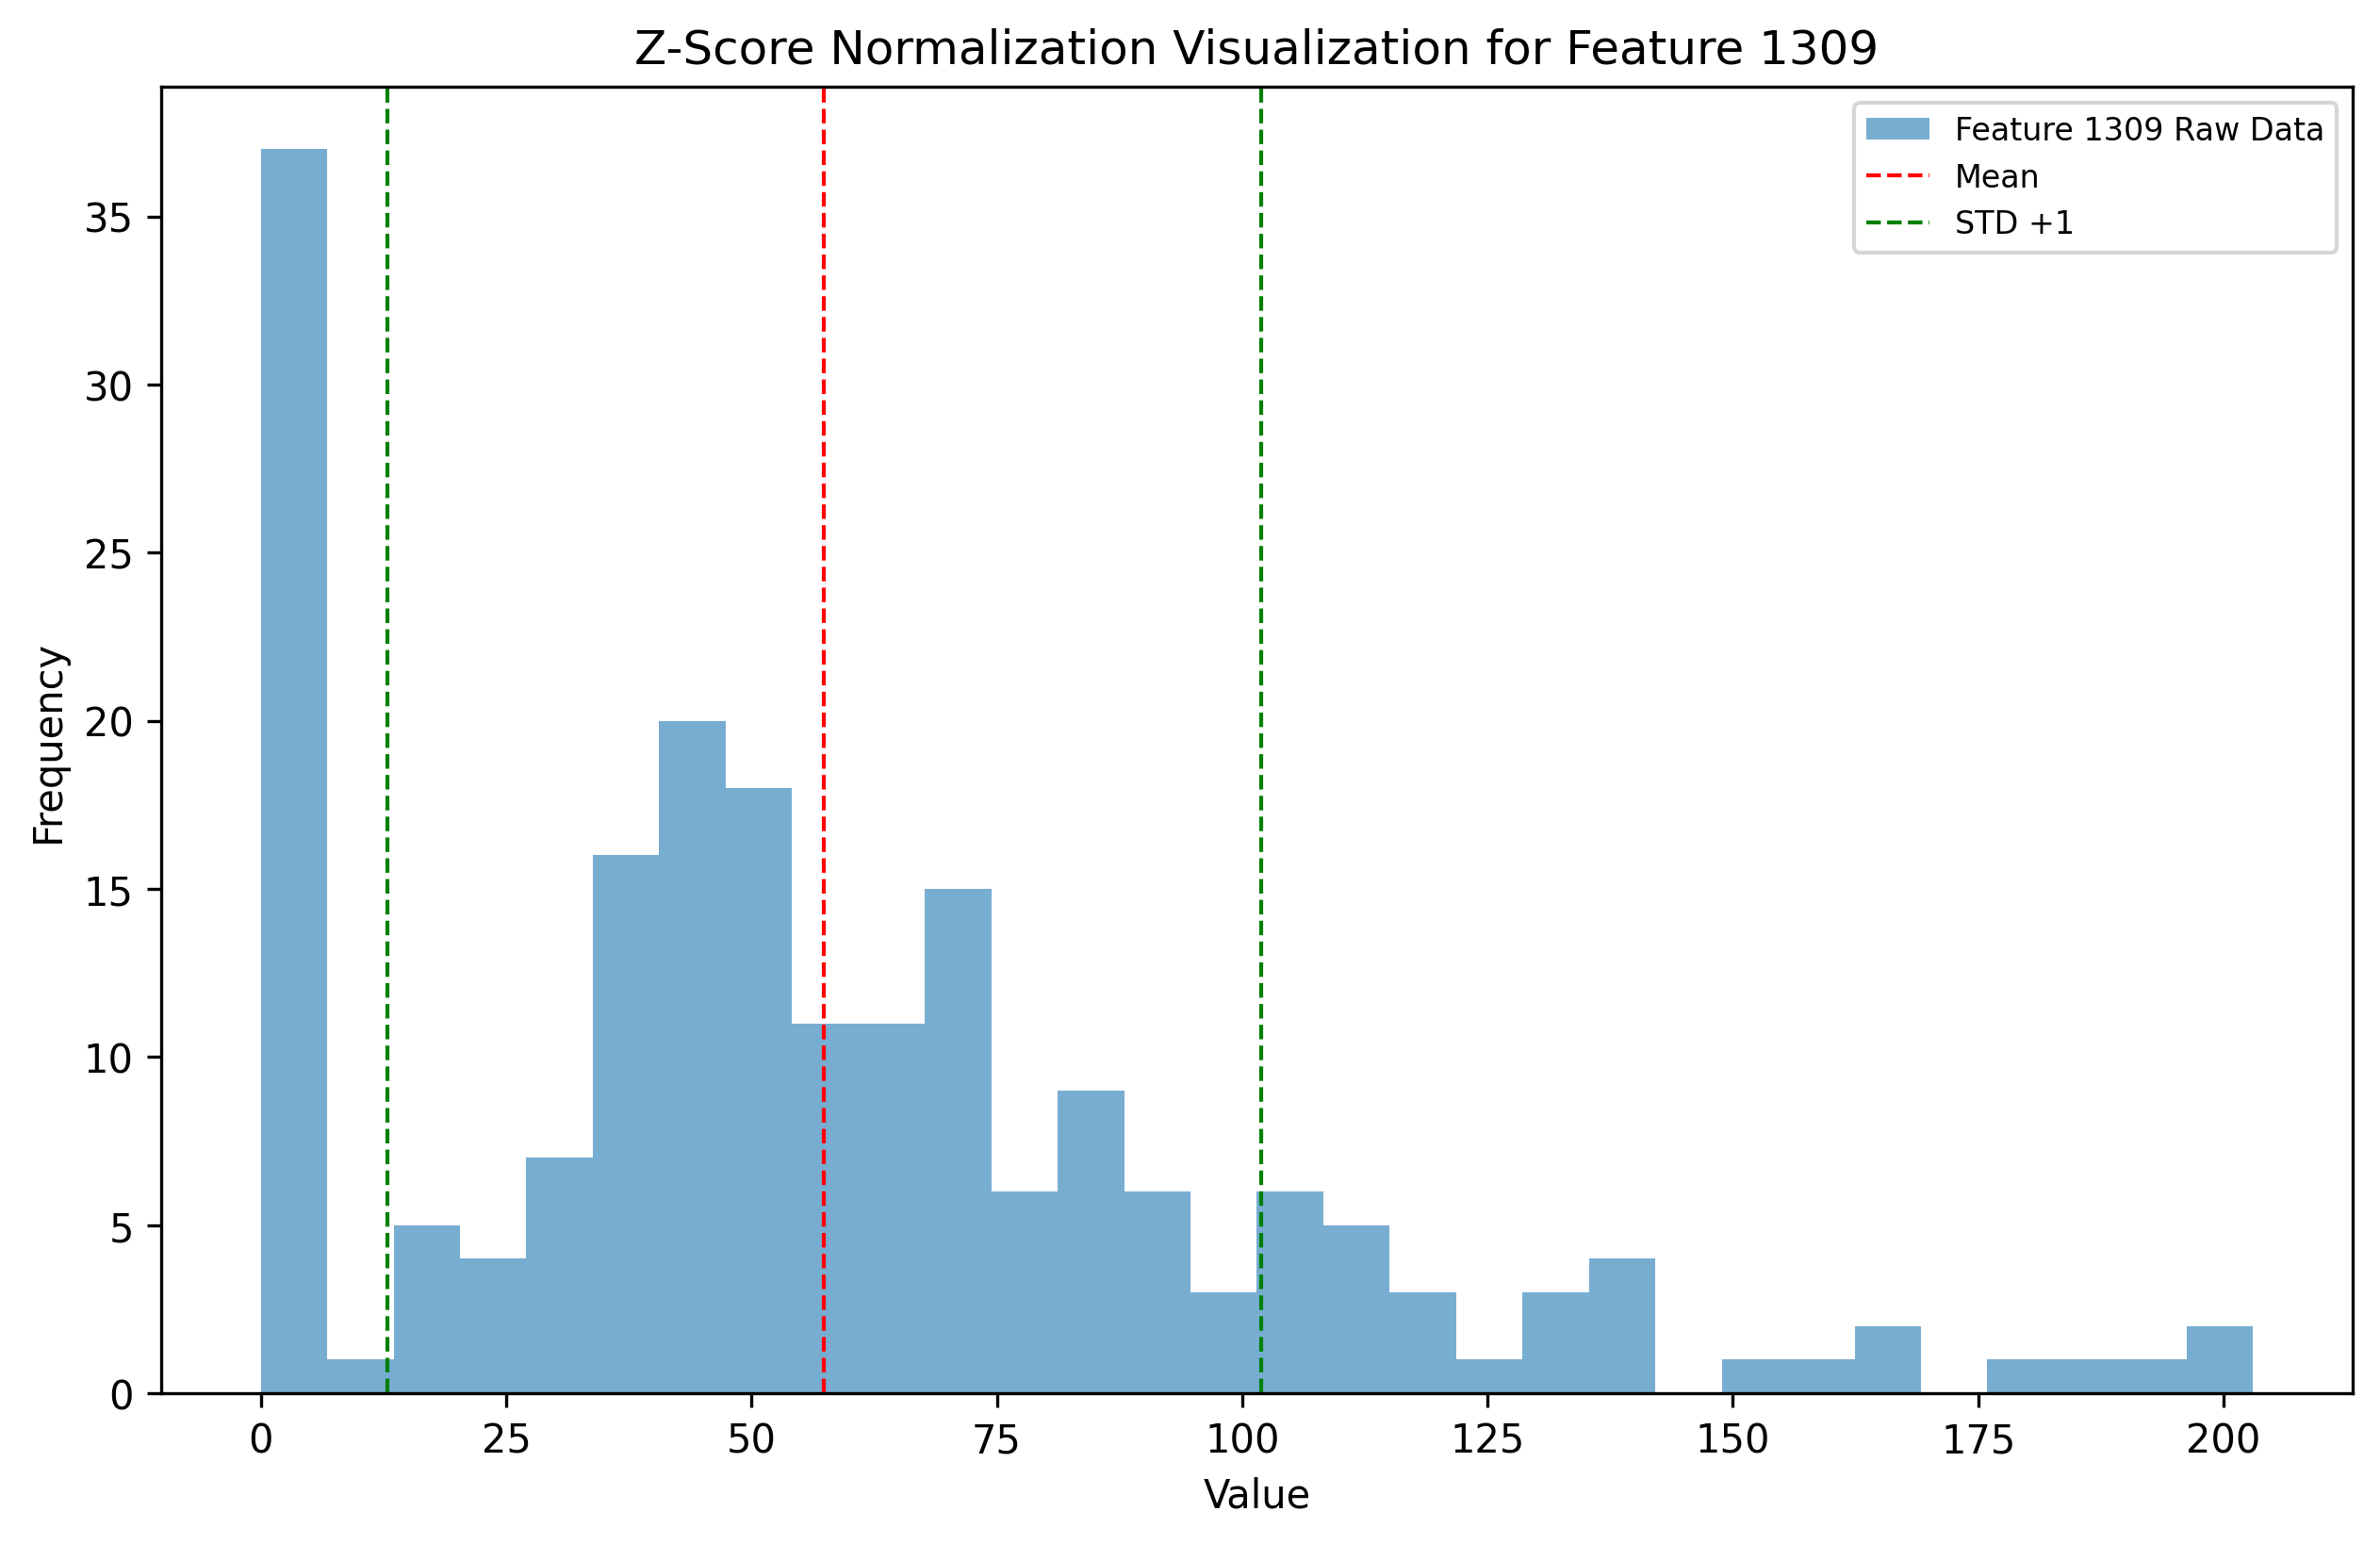 Z-Score Normalization Visualization for Feature 1309
Feature 1309 Raw Data
Mean
STD +1
35
30
25
20
15
10
5
0
Frequency
0 25 50 75 100 125 150 175 200
Value